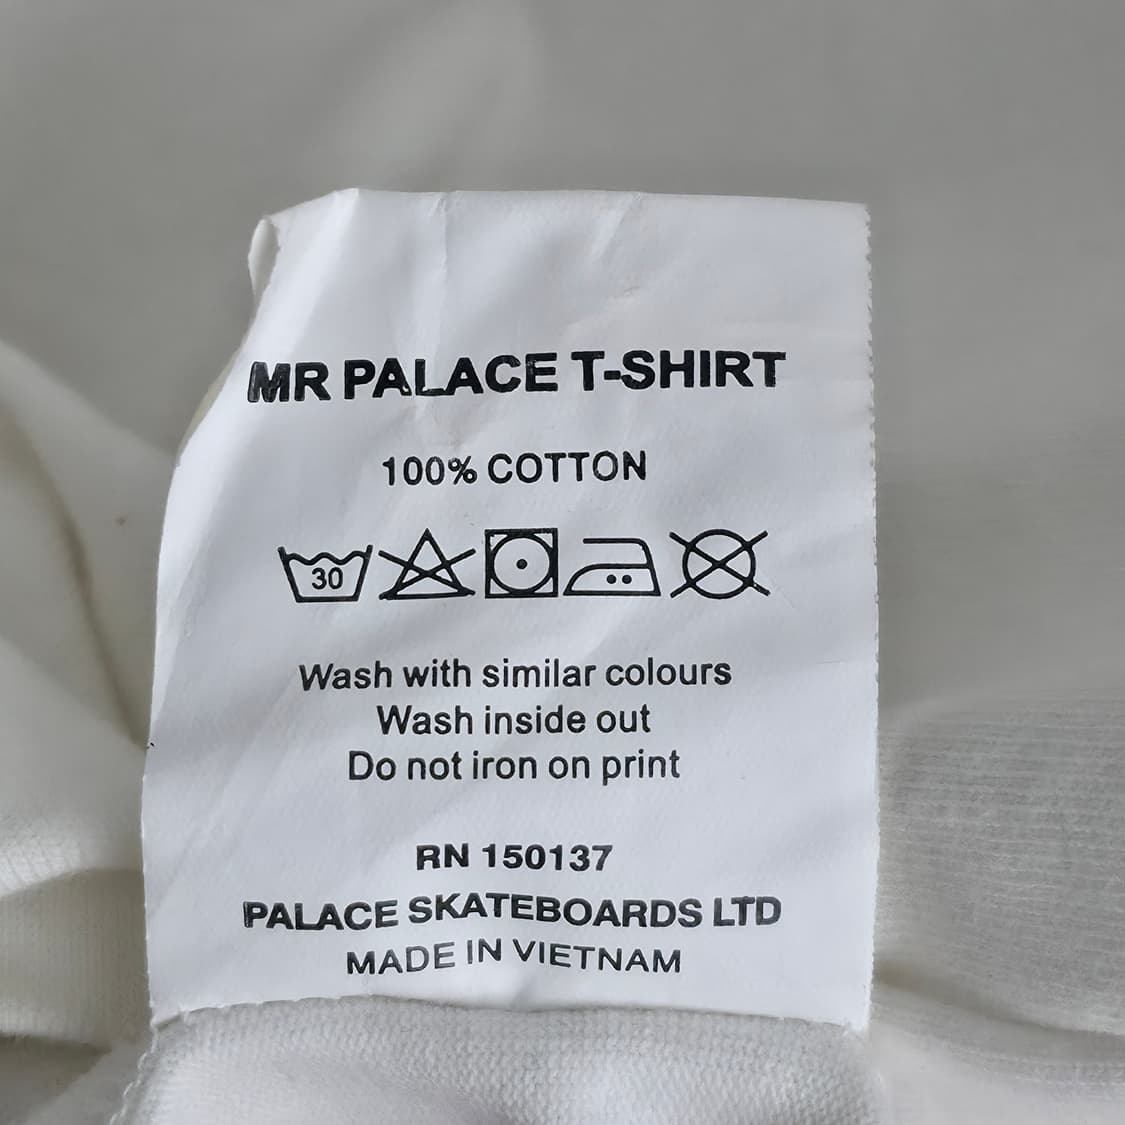 MR PALACE T-SHIRT
100% COTTON
30
Wash with similar colours
Wash inside out
Do not iron on print
RN 150137
PALACE SKATEBOARDS LTD
MADE IN VIETNAM